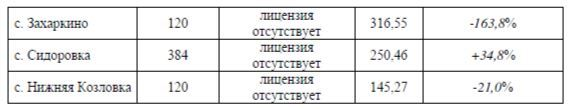 с. Захаркино 120 лицензия отсутствует 316,55 -163,8%
с. Сидоровка 384 лицензия отсутствует 250,46 +34,8%
с. Нижняя Козловка 120 лицензия отсутствует 145,27 -21,0%